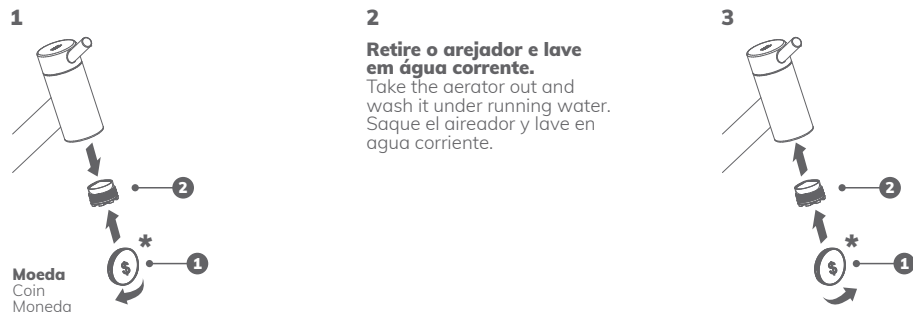 1
2
Retire o arejador e lave
em água corrente.
Take the aerator out and
wash it under running water.
Saque el aireador y lave en
agua corriente.
3
2
*
$
1
Moeda
Coin
Moneda
2
*
$
1